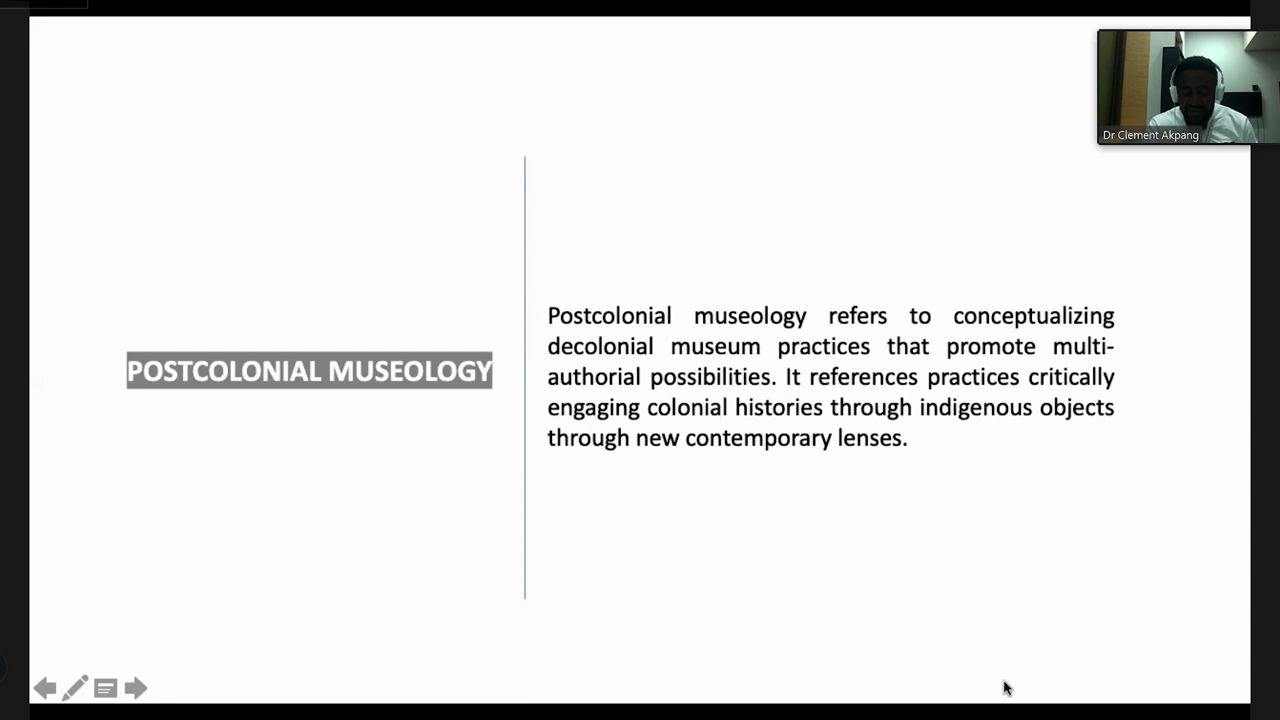 Dr Clement Akpang
POSTCOLONIAL MUSEOLOGY
Postcolonial museology refers to conceptualizing
decolonial museum practices that promote multi-
authorial possibilities. It references practices critically
engaging colonial histories through indigenous objects
through new contemporary lenses.